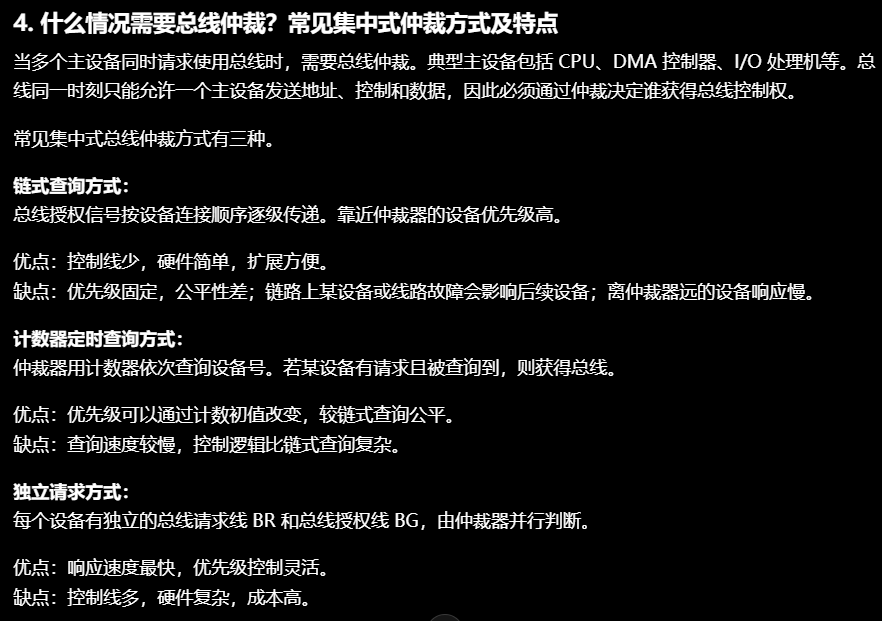 4. 什么情况需要总线仲裁？常见集中式仲裁方式及特点
当多个主设备同时请求使用总线时，需要总线仲裁。典型主设备包括 CPU、DMA 控制器、I/O 处理机等。总
线同一时刻只能允许一个主设备发送地址、控制和数据，因此必须通过仲裁决定谁获得总线控制权。
常见集中式总线仲裁方式有三种。
链式查询方式：
总线授权信号按设备连接顺序逐级传递。靠近仲裁器的设备优先级高。
优点：控制线少，硬件简单，扩展方便。
缺点：优先级固定，公平性差；链路上某设备或线路故障会影响后续设备；离仲裁器远的设备响应慢。
计数器定时查询方式：
仲裁器用计数器依次查询设备号。若某设备有请求且被查询到，则获得总线。
优点：优先级可以通过计数初值改变，较链式查询公平。
缺点：查询速度较慢，控制逻辑比链式查询复杂。
独立请求方式：
每个设备有独立的总线请求线 BR 和总线授权线 BG，由仲裁器并行判断。
优点：响应速度最快，优先级控制灵活。
缺点：控制线多，硬件复杂，成本高。